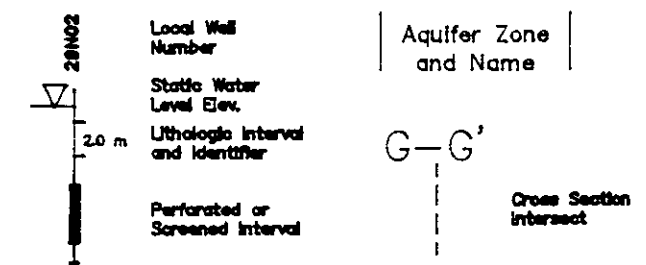 28N02
Local Well
Number
Static Water
Level Elev.
2.0 m
Lithologic Interval
and Identifier
Perforated or
Screened Interval
Aquifer Zone
and Name
G—G'
Cross Section
Intersect